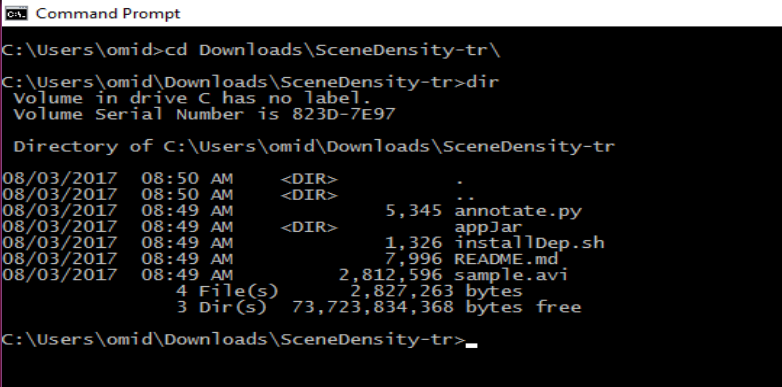 Command Prompt
C:\Users\omid>cd Downloads\SceneDensity-tr\
C:\Users\omid\Downloads\SceneDensity-tr>dir
 Volume in drive C has no label.
 Volume Serial Number is 823D-7E97
 Directory of C:\Users\omid\Downloads\SceneDensity-tr
08/03/2017  08:50 AM    <DIR>          .
08/03/2017  08:50 AM    <DIR>          ..
08/03/2017  08:49 AM             5,345 annotate.py
08/03/2017  08:49 AM    <DIR>          appJar
08/03/2017  08:49 AM             1,326 installDep.sh
08/03/2017  08:49 AM             7,996 README.md
08/03/2017  08:49 AM         2,812,596 sample.avi
               4 File(s)      2,827,263 bytes
               3 Dir(s)  73,723,834,368 bytes free
C:\Users\omid\Downloads\SceneDensity-tr>